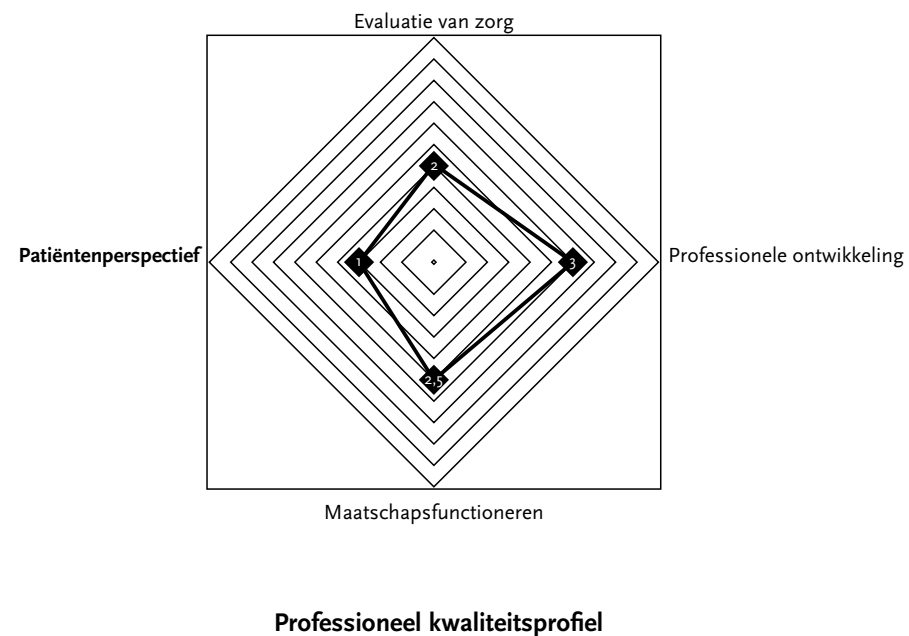 Evaluatie van zorg
2
Patiëntenperspectief
1
3
Professionele ontwikkeling
2,5
Maatschapsfunctioneren
Professioneel kwaliteitsprofiel